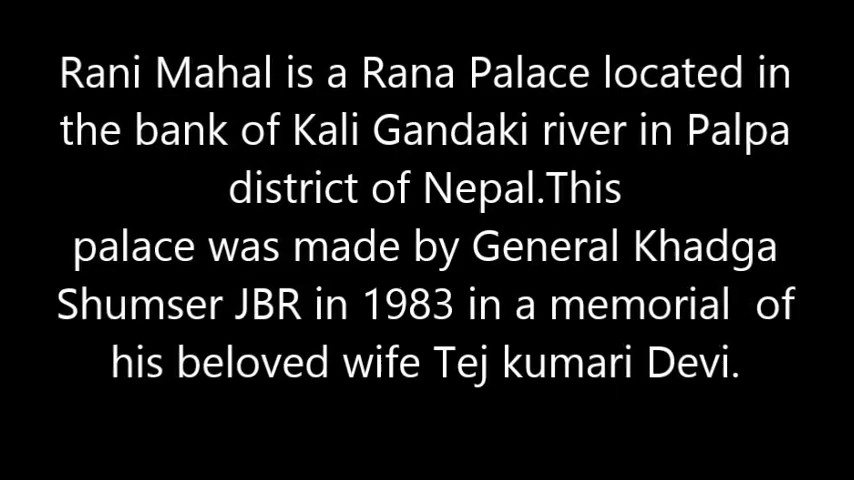 Rani Mahal is a Rana Palace located in
the bank of Kali Gandaki river in Palpa
district of Nepal.This
palace was made by General Khadga
Shumser JBR in 1983 in a memorial  of
his beloved wife Tej kumari Devi.